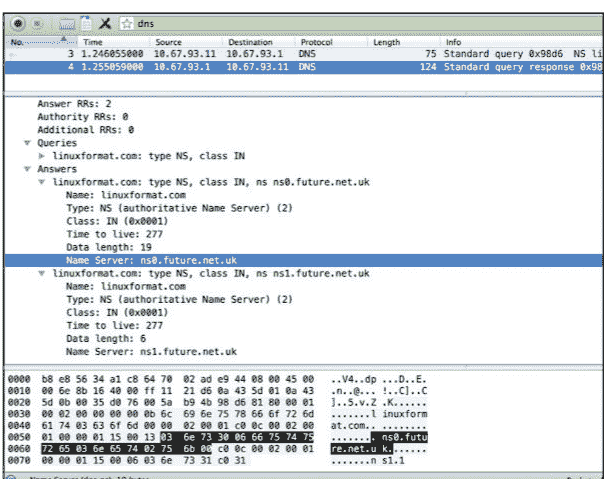 dns
No. Time Source Destination Protocol Length Info
3 1.246055000 10.67.93.11 10.67.93.1 DNS 75 Standard query 0x98d6 NS li
4 1.255059000 10.67.93.1 10.67.93.11 DNS 124 Standard query response 0x98
Answer RRs: 2
Authority RRs: 0
Additional RRs: 0
Queries
linuxformat.com: type NS, class IN
Answers
linuxformat.com: type NS, class IN, ns ns0.future.net.uk
Name: linuxformat.com
Type: NS (authoritative Name Server) (2)
Class: IN (0x0001)
Time to live: 277
Data length: 19
Name Server: ns0.future.net.uk
linuxformat.com: type NS, class IN, ns ns1.future.net.uk
Name: linuxformat.com
Type: NS (authoritative Name Server) (2)
Class: IN (0x0001)
Time to live: 277
Data length: 6
Name Server: ns1.future.net.uk
0000 b8 e8 56 34 a1 c8 64 70 02 ad e9 44 08 00 45 00 ..V4..dp ...D..E.
0010 00 6e 8b 16 40 00 ff 11 21 d6 0a 43 5d 01 0a 43 .n..@... !..C]..C
0020 5d 0b 00 35 d0 76 00 5a b9 4b 98 d6 81 80 00 01 ]..5.v.Z .K......
0030 00 02 00 00 00 00 0b 6c 69 6e 75 78 66 6f 72 6d .......l inuxform
0040 61 74 03 63 6f 6d 00 00 02 00 01 c0 0c 00 02 00 at.com.. ........
0050 01 00 00 01 15 00 13 03 6e 73 30 06 66 75 74 75 ........ ns0.futu
0060 72 65 03 6e 65 74 02 75 6b 00 c0 0c 00 02 00 01 re.net.u k.......
0070 00 00 01 15 00 06 03 6e 73 31 c0 31 .......n s1.1